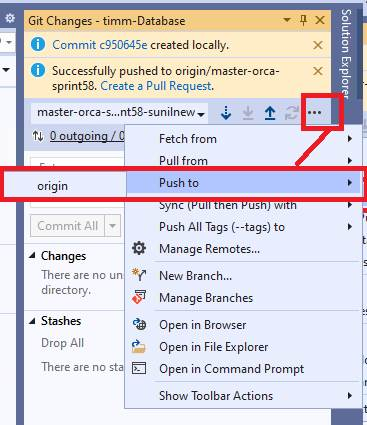 Git Changes - timm-Database
Commit c950645e created locally.
Successfully pushed to origin/master-orca-
sprint58. Create a Pull Request.
master-orca-s...nt58-sunilnew
0 outgoing / 0
Fetch from
Pull from
origin
Push to
Sync (Pull then Push) with
Commit All
Push All Tags (--tags) to
Manage Remotes...
Changes
There are no uns
directory.
New Branch...
Manage Branches
Stashes
Drop All
There are no sta
Open in Browser
Open in File Explorer
Open in Command Prompt
Show Toolbar Actions
Solution Explorer